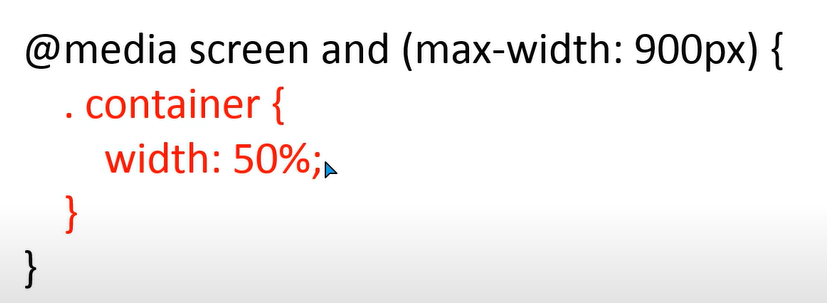 @media screen and (max-width: 900px) {
. container {
width: 50%;
}
}